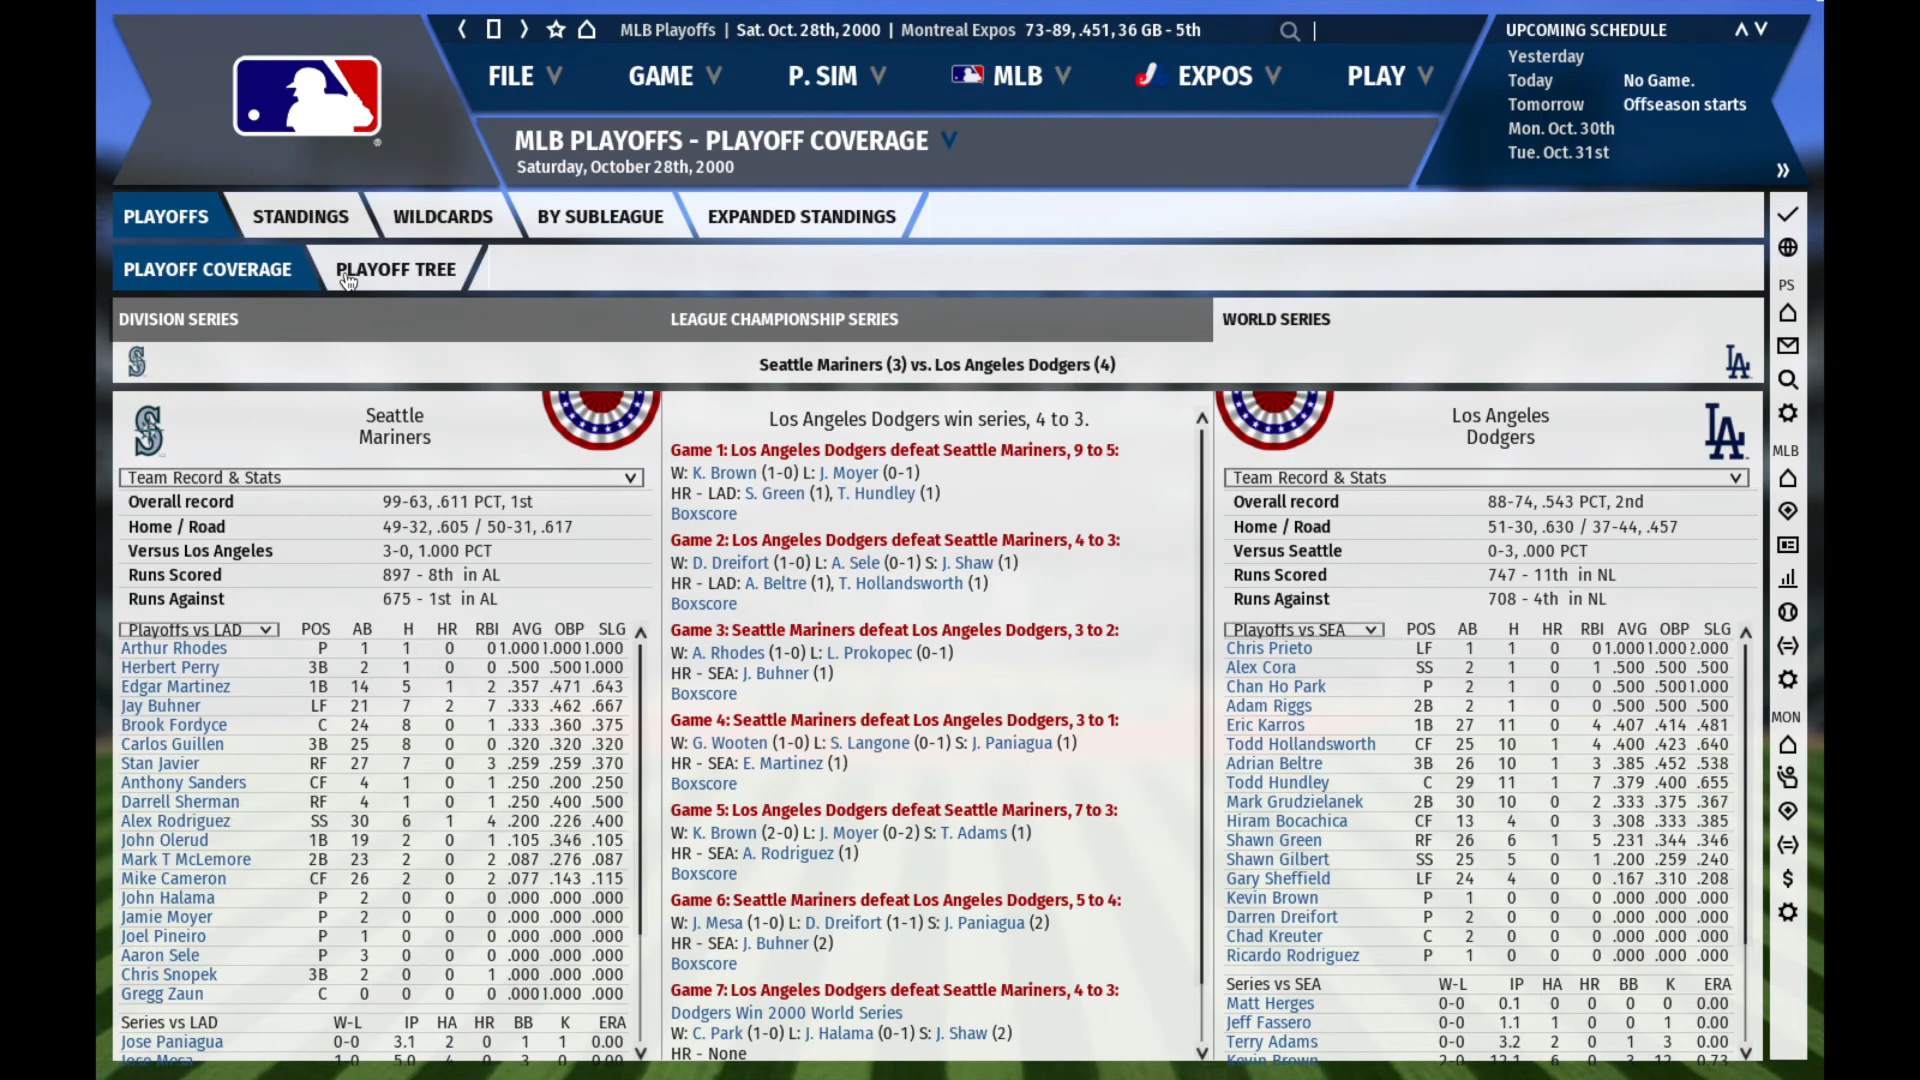 MLB Playoffs | Sat. Oct. 28th, 2000 | Montreal Expos 73-89, .451, 36 GB - 5th
FILE GAME P. SIM MLB EXPOS PLAY
MLB PLAYOFFS - PLAYOFF COVERAGE
Saturday, October 28th, 2000
UPCOMING SCHEDULE
Yesterday
Today No Game.
Tomorrow Offseason starts
Mon. Oct. 30th
Tue. Oct. 31st
PLAYOFFS STANDINGS WILDCARDS BY SUBLEAGUE EXPANDED STANDINGS
PLAYOFF COVERAGE PLAYOFF TREE
DIVISION SERIES LEAGUE CHAMPIONSHIP SERIES WORLD SERIES
Seattle Mariners (3) vs. Los Angeles Dodgers (4)
Seattle
Mariners
Team Record & Stats
Overall record 99-63, .611 PCT, 1st
Home / Road 49-32, .605 / 50-31, .617
Versus Los Angeles 3-0, 1.000 PCT
Runs Scored 897 - 8th in AL
Runs Against 675 - 1st in AL
Playoffs vs LAD POS AB H HR RBI AVG OBP SLG
Arthur Rhodes P 1 1 0 0 1.000 1.000 1.000
Herbert Perry 3B 2 1 0 0 .500 .500 1.000
Edgar Martinez 1B 14 5 1 2 .357 .471 .643
Jay Buhner LF 21 7 2 7 .333 .462 .667
Brook Fordyce C 24 8 0 0 .333 .360 .375
Carlos Guillen 3B 25 8 0 0 .320 .320 .320
Stan Javier RF 27 7 0 3 .259 .259 .370
Anthony Sanders CF 4 1 0 1 .250 .200 .250
Darrell Sherman RF 4 1 0 1 .250 .400 .500
Alex Rodriguez SS 30 6 1 4 .200 .226 .400
John Olerud 1B 19 2 0 1 .105 .346 .105
Mark T McLemore 2B 23 2 0 2 .087 .276 .087
Mike Cameron CF 26 2 0 2 .077 .143 .115
John Halama P 2 0 0 0 .000 .000 .000
Jamie Moyer P 2 0 0 0 .000 .000 .000
Joel Pineiro P 1 0 0 0 .000 .000 .000
Aaron Sele P 3 0 0 0 .000 .000 .000
Chris Snopek 3B 2 0 0 1 .000 .000 .000
Gregg Zaun C 0 0 0 0 .000 1.000 .000
Series vs LAD W-L IP HA HR BB K ERA
Jose Paniagua 0-0 3.1 2 0 1 1 0.00
Jose Mesa 1-0 5.0 4 0 3 0 0.00
Los Angeles Dodgers win series, 4 to 3.
Game 1: Los Angeles Dodgers defeat Seattle Mariners, 9 to 5:
W: K. Brown (1-0) L: J. Moyer (0-1)
HR - LAD: S. Green (1), T. Hundley (1)
Boxscore
Game 2: Los Angeles Dodgers defeat Seattle Mariners, 4 to 3:
W: D. Dreifort (1-0) L: A. Sele (0-1) S: J. Shaw (1)
HR - LAD: A. Beltre (1), T. Hollandsworth (1)
Boxscore
Game 3: Seattle Mariners defeat Los Angeles Dodgers, 3 to 2:
W: A. Rhodes (1-0) L: L. Prokopec (0-1)
HR - SEA: J. Buhner (1)
Boxscore
Game 4: Seattle Mariners defeat Los Angeles Dodgers, 3 to 1:
W: G. Wooten (1-0) L: S. Langone (0-1) S: J. Paniagua (1)
HR - SEA: E. Martinez (1)
Boxscore
Game 5: Los Angeles Dodgers defeat Seattle Mariners, 7 to 3:
W: K. Brown (2-0) L: J. Moyer (0-2) S: T. Adams (1)
HR - SEA: A. Rodriguez (1)
Boxscore
Game 6: Seattle Mariners defeat Los Angeles Dodgers, 5 to 4:
W: J. Mesa (1-0) L: D. Dreifort (1-1) S: J. Paniagua (2)
HR - SEA: J. Buhner (2)
Boxscore
Game 7: Los Angeles Dodgers defeat Seattle Mariners, 4 to 3:
Dodgers Win 2000 World Series
W: C. Park (1-0) L: J. Halama (0-1) S: J. Shaw (2)
HR - None
Los Angeles
Dodgers
LA
Team Record & Stats
Overall record 88-74, .543 PCT, 2nd
Home / Road 51-30, .630 / 37-44, .457
Versus Seattle 0-3, .000 PCT
Runs Scored 747 - 11th in NL
Runs Against 708 - 4th in NL
Playoffs vs SEA POS AB H HR RBI AVG OBP SLG
Chris Prieto LF 1 1 0 0 1.000 1.000 2.000
Alex Cora SS 2 1 0 1 .500 .500 .500
Chan Ho Park P 2 1 0 0 .500 .500 1.000
Adam Riggs 2B 2 1 0 0 .500 .500 .500
Eric Karros 1B 27 11 0 4 .407 .414 .481
Todd Hollandsworth CF 25 10 1 4 .400 .423 .640
Adrian Beltre 3B 26 10 1 3 .385 .452 .538
Todd Hundley C 29 11 1 7 .379 .400 .655
Mark Grudzielanek 2B 30 10 0 2 .333 .375 .367
Hiram Bocachica CF 13 4 0 3 .308 .333 .385
Shawn Green RF 26 6 1 5 .231 .344 .346
Shawn Gilbert SS 25 5 0 1 .200 .259 .240
Gary Sheffield LF 24 4 0 0 .167 .310 .208
Kevin Brown P 1 0 0 0 .000 .000 .000
Darren Dreifort P 2 0 0 0 .000 .000 .000
Chad Kreuter C 2 0 0 0 .000 .000 .000
Ricardo Rodriguez P 1 0 0 0 .000 .000 .000
Series vs SEA W-L IP HA HR BB K ERA
Matt Herges 0-0 0.1 0 0 0 0 0.00
Jeff Fassero 0-0 1.1 1 0 0 1 0.00
Terry Adams 0-0 3.2 2 0 1 3 0.00
Kevin Brown 2-0 12.1 6 0 3 12 0.73
PS
MLB
MON